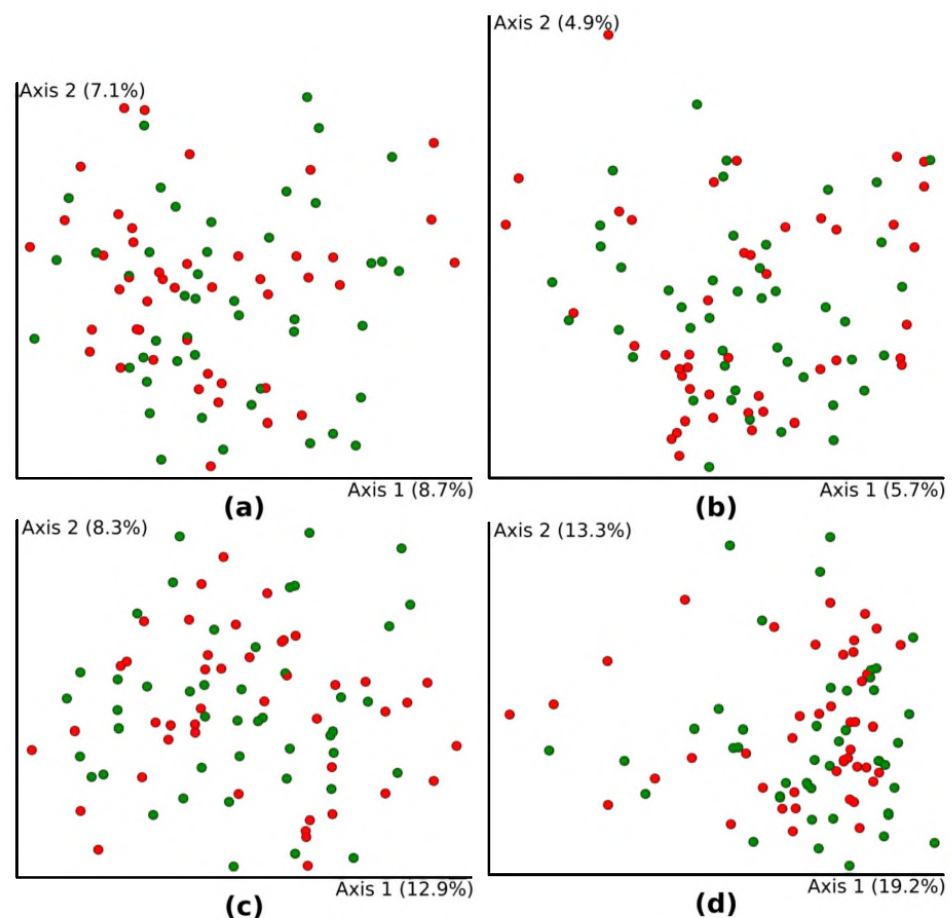 Axis 2 (4.9%)
Axis 2 (7.1%)
Axis 1 (8.7%)
Axis 1 (5.7%)
(a)
(b)
Axis 2 (8.3%)
Axis 2 (13.3%)
Axis 1 (12.9%)
Axis 1 (19.2%)
(c)
(d)